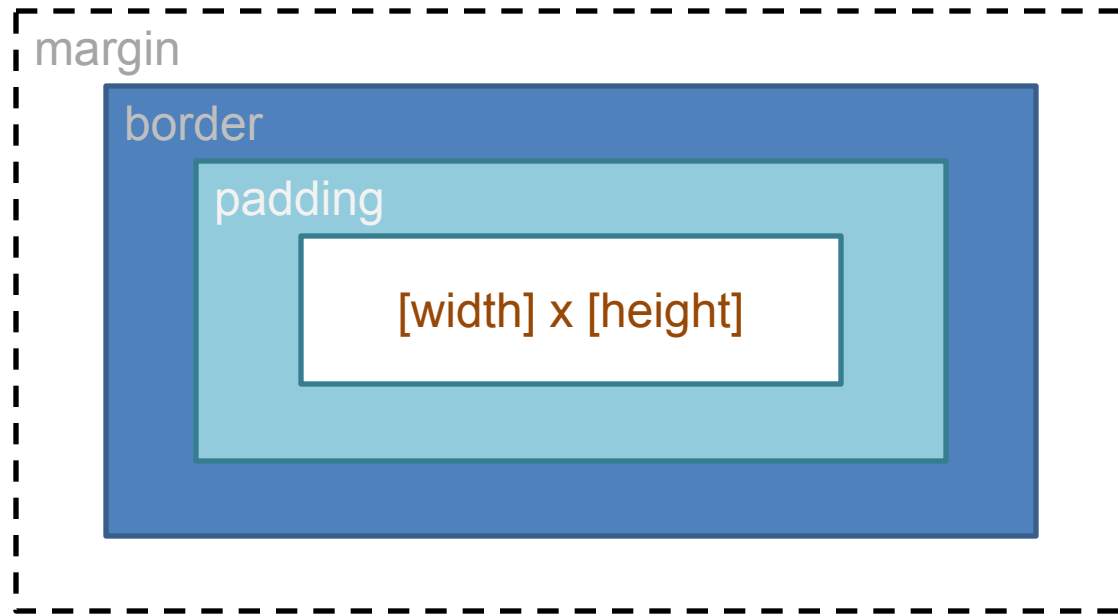 margin
border
padding
[width] x [height]